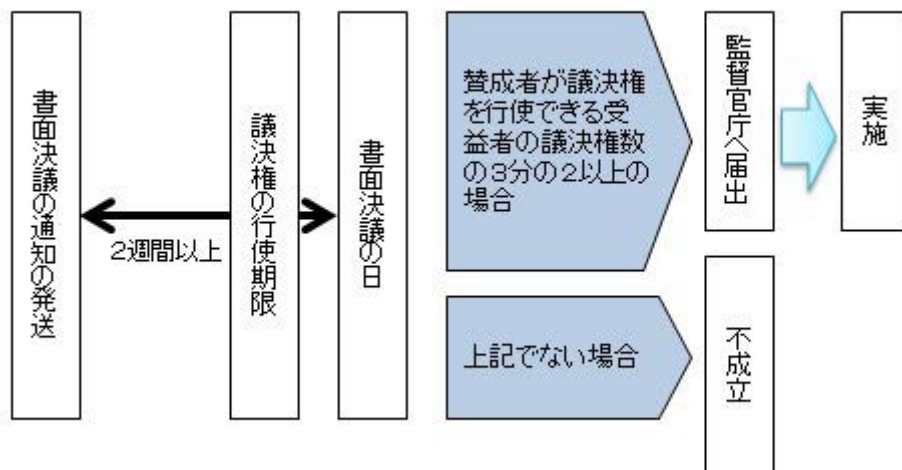 書面決議の通知の発送
2週間以上
議決権の行使期限
書面決議の日
賛成者が議決権
を行使できる受
益者の議決権数
の3分の2以上の
場合
監督官庁へ届出
実施
上記でない場合
不成立